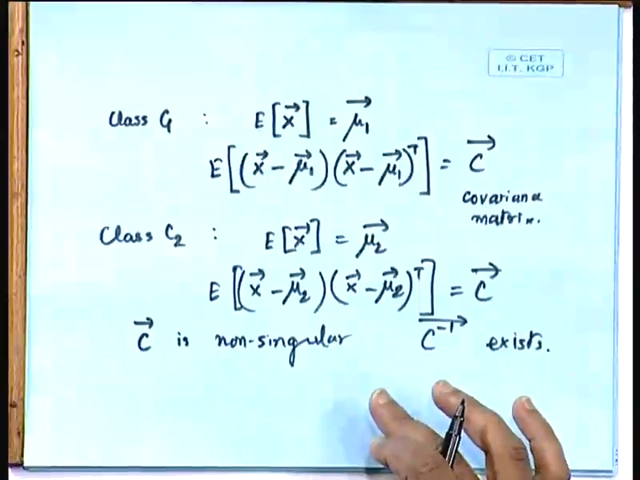 © CET
I.I.T. KGP
Class C₁ : E[x⃗] = μ⃗₁
E[(x⃗ - μ⃗₁)(x⃗ - μ⃗₁)ᵀ] = C⃗
Covariance
matrix.
Class C₂ : E[x⃗] = μ⃗₂
E[(x⃗ - μ⃗₂)(x⃗ - μ⃗₂)ᵀ] = C⃗
C⃗ is non-singular C⃗⁻¹ exists.